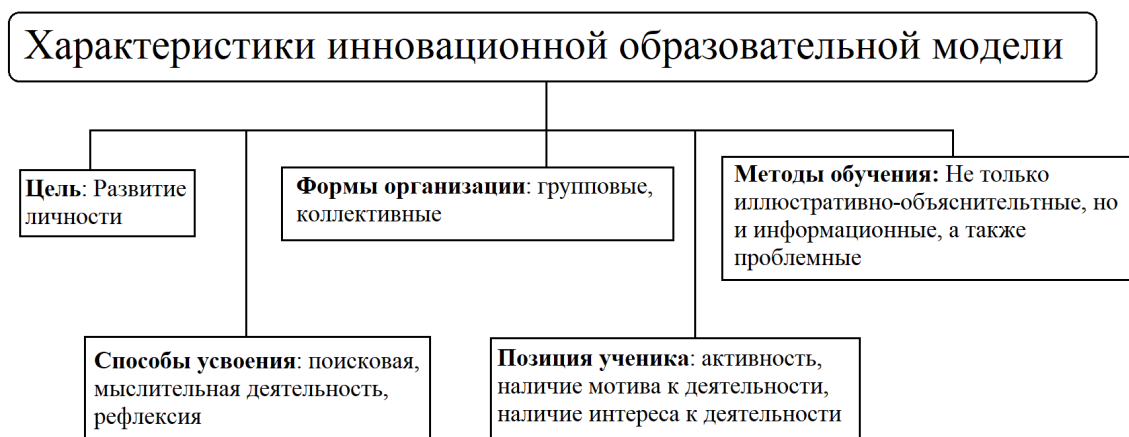 Характеристики инновационной образовательной модели
Цель: Развитие
личности
Формы организации: групповые,
коллективные
Методы обучения: Не только
иллюстративно-объяснительтные, но
и информационные, а также
проблемные
Способы усвоения: поисковая,
мыслительная деятельность,
рефлексия
Позиция ученика: активность,
наличие мотива к деятельности,
наличие интереса к деятельности